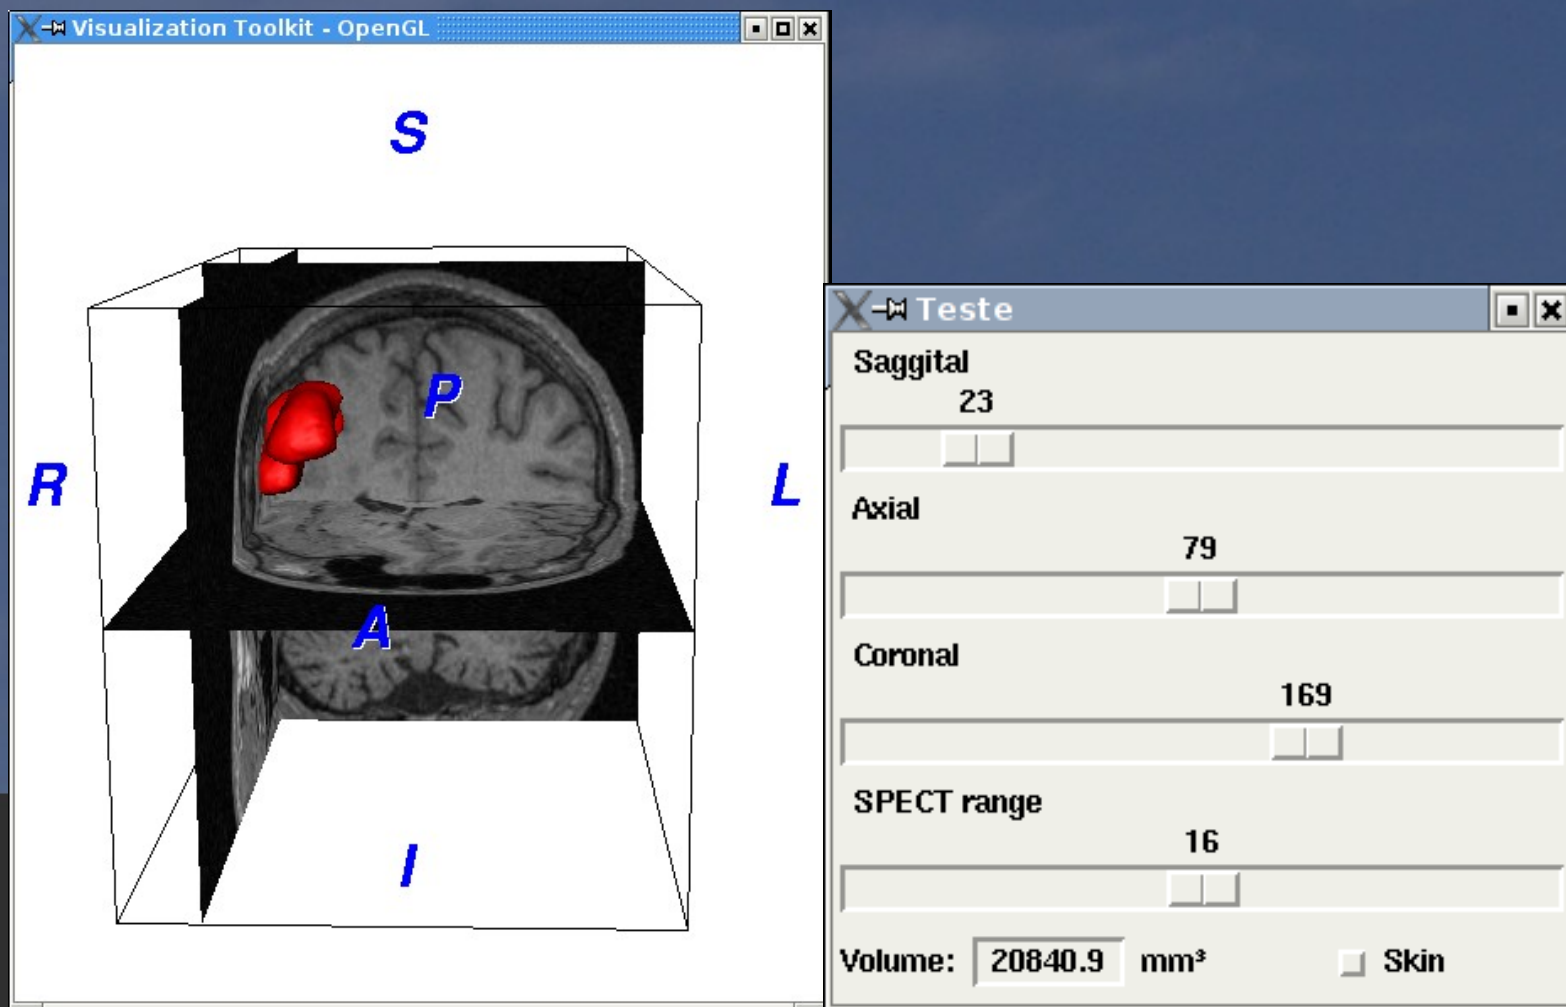 Visualization Toolkit - OpenGL
S
P
R
L
A
I
Teste
Saggital
23
Axial
79
Coronal
169
SPECT range
16
Volume: 20840.9 mm³ Skin